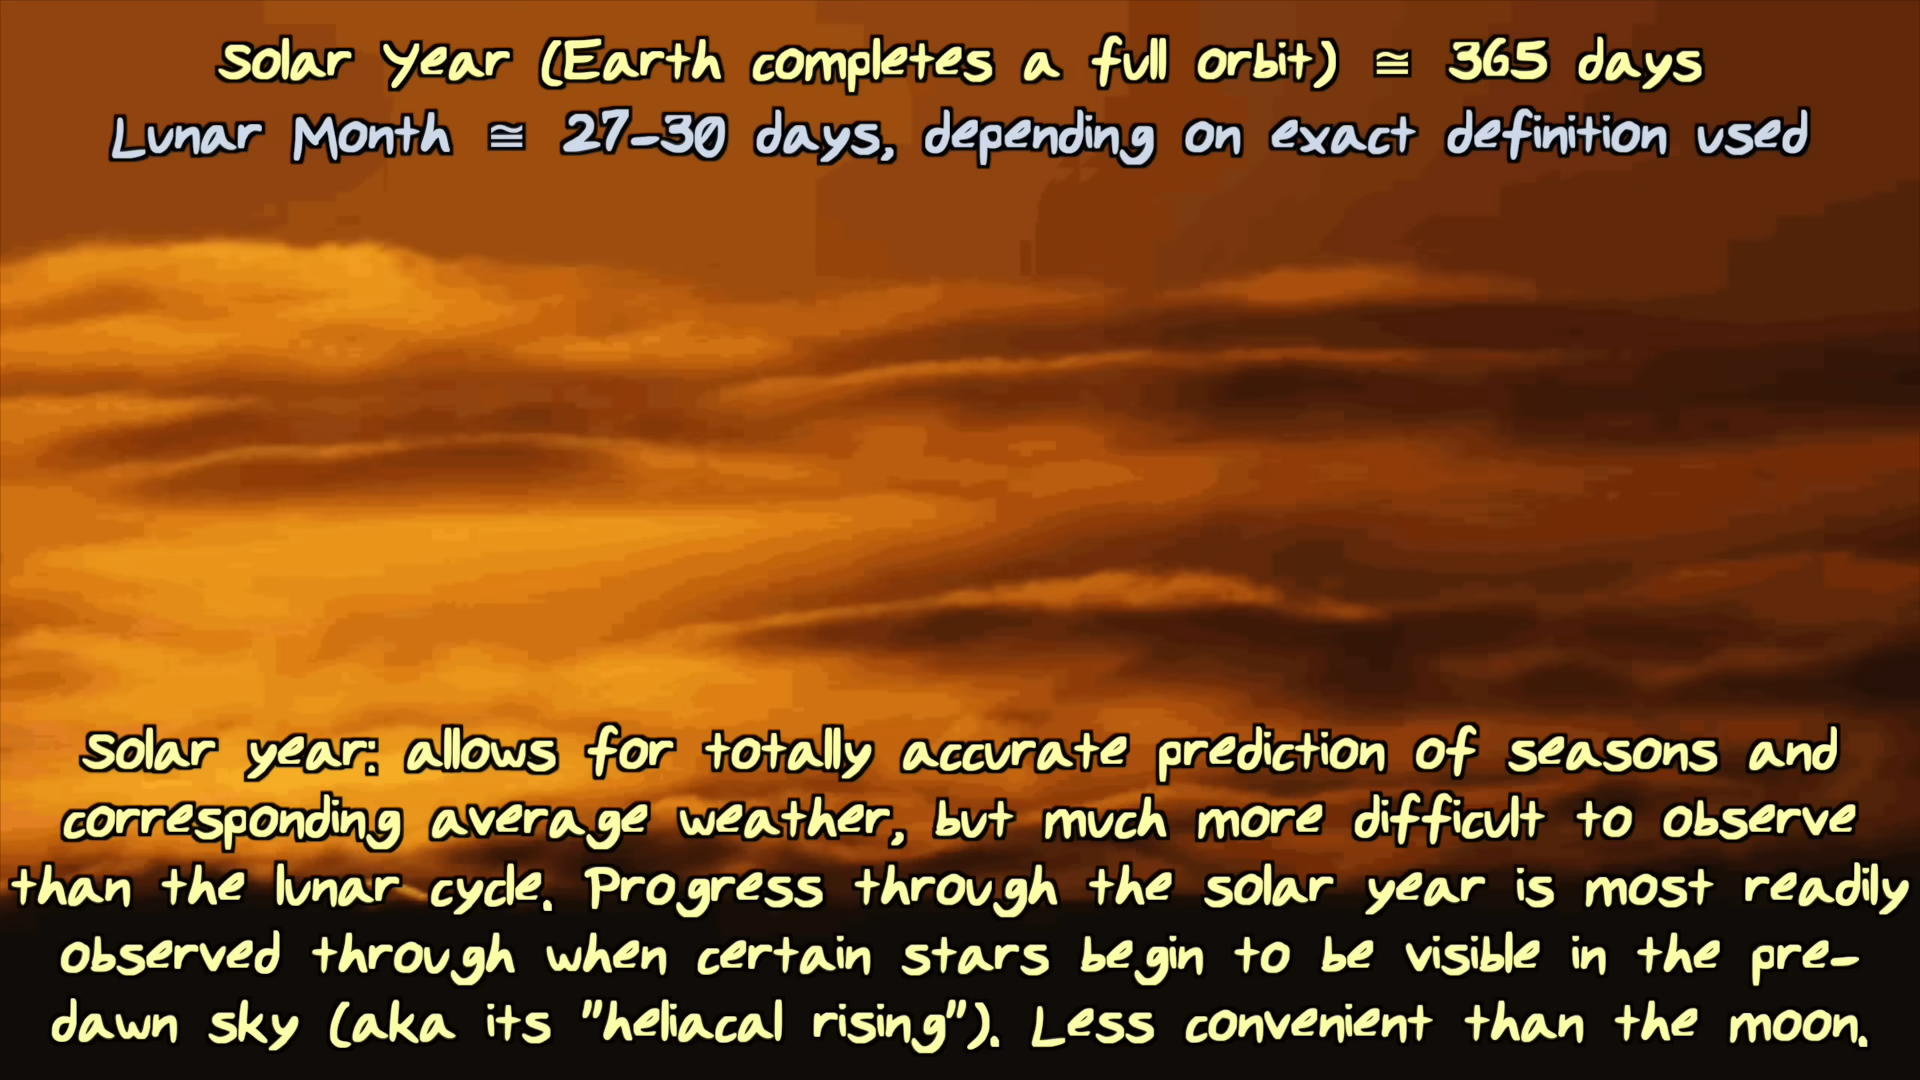 Solar Year (Earth completes a full orbit) ≅ 365 days
Lunar Month ≅ 27-30 days, depending on exact definition used
Solar year: allows for totally accurate prediction of seasons and
corresponding average weather, but much more difficult to observe
than the lunar cycle. Progress through the solar year is most readily
observed through when certain stars begin to be visible in the pre-
dawn sky (aka its "heliacal rising"). Less convenient than the moon.